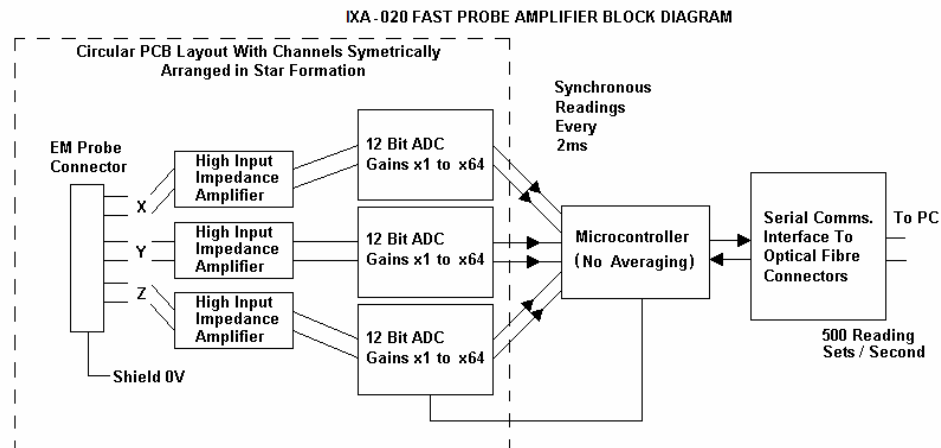 IXA-020 FAST PROBE AMPLIFIER BLOCK DIAGRAM
Circular PCB Layout With Channels Symetrically
Arranged in Star Formation
EM Probe
Connector
X
Y
Z
Shield 0V
High Input
Impedance
Amplifier
High Input
Impedance
Amplifier
High Input
Impedance
Amplifier
12 Bit ADC
Gains x1 to x64
12 Bit ADC
Gains x1 to x64
12 Bit ADC
Gains x1 to x64
Synchronous
Readings
Every
2ms
Microcontroller
(No Averaging)
Serial Comms.
Interface To
Optical Fibre
Connectors
To PC
500 Reading
Sets / Second